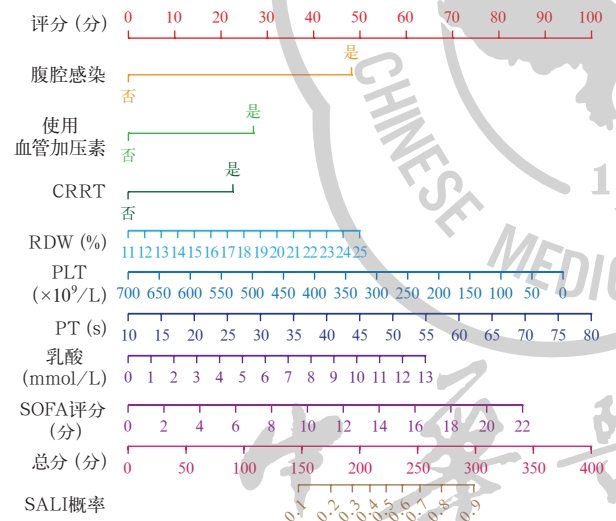 评分 (分) 0 10 20 30 40 50 60 70 80 90 100
是
腹腔感染
否
使用 是
血管加压素 否
是
CRRT
否
RDW (%) 11 12 13 14 15 16 17 18 19 20 21 22 23 24 25
PLT
(×10⁹/L) 700 650 600 550 500 450 400 350 300 250 200 150 100 50 0
PT (s) 10 15 20 25 30 35 40 45 50 55 60 65 70 75 80
乳酸
(mmol/L) 0 1 2 3 4 5 6 7 8 9 10 11 12 13
SOFA评分
(分) 0 2 4 6 8 10 12 14 16 18 20 22
总分 (分) 0 50 100 150 200 250 300 350 400
SALI概率 0.1 0.2 0.3 0.4 0.5 0.6 0.7 0.8 0.9
CHINESE MEDIC